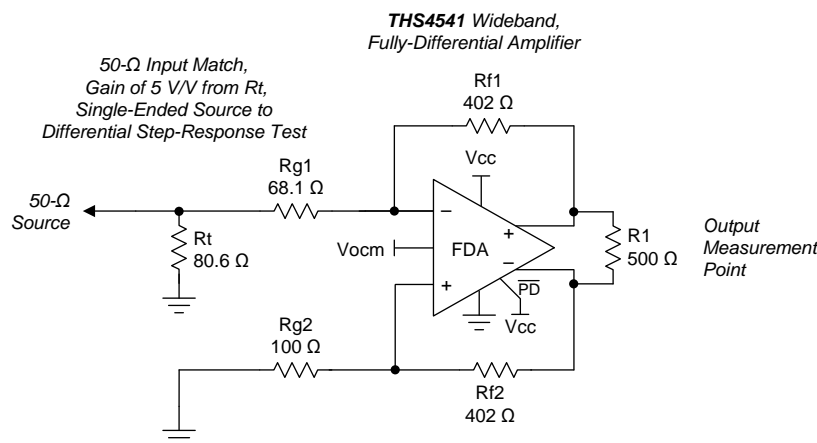 THS4541 Wideband,
Fully-Differential Amplifier
50-Ω Input Match,
Gain of 5 V/V from Rt,
Single-Ended Source to
Differential Step-Response Test
Rf1
402 Ω
Vcc
Rg1
68.1 Ω
50-Ω
Source
Rt
80.6 Ω
Vocm
−
+
FDA
+
−
PD
Vcc
R1
500 Ω
Output
Measurement
Point
Rg2
100 Ω
Rf2
402 Ω